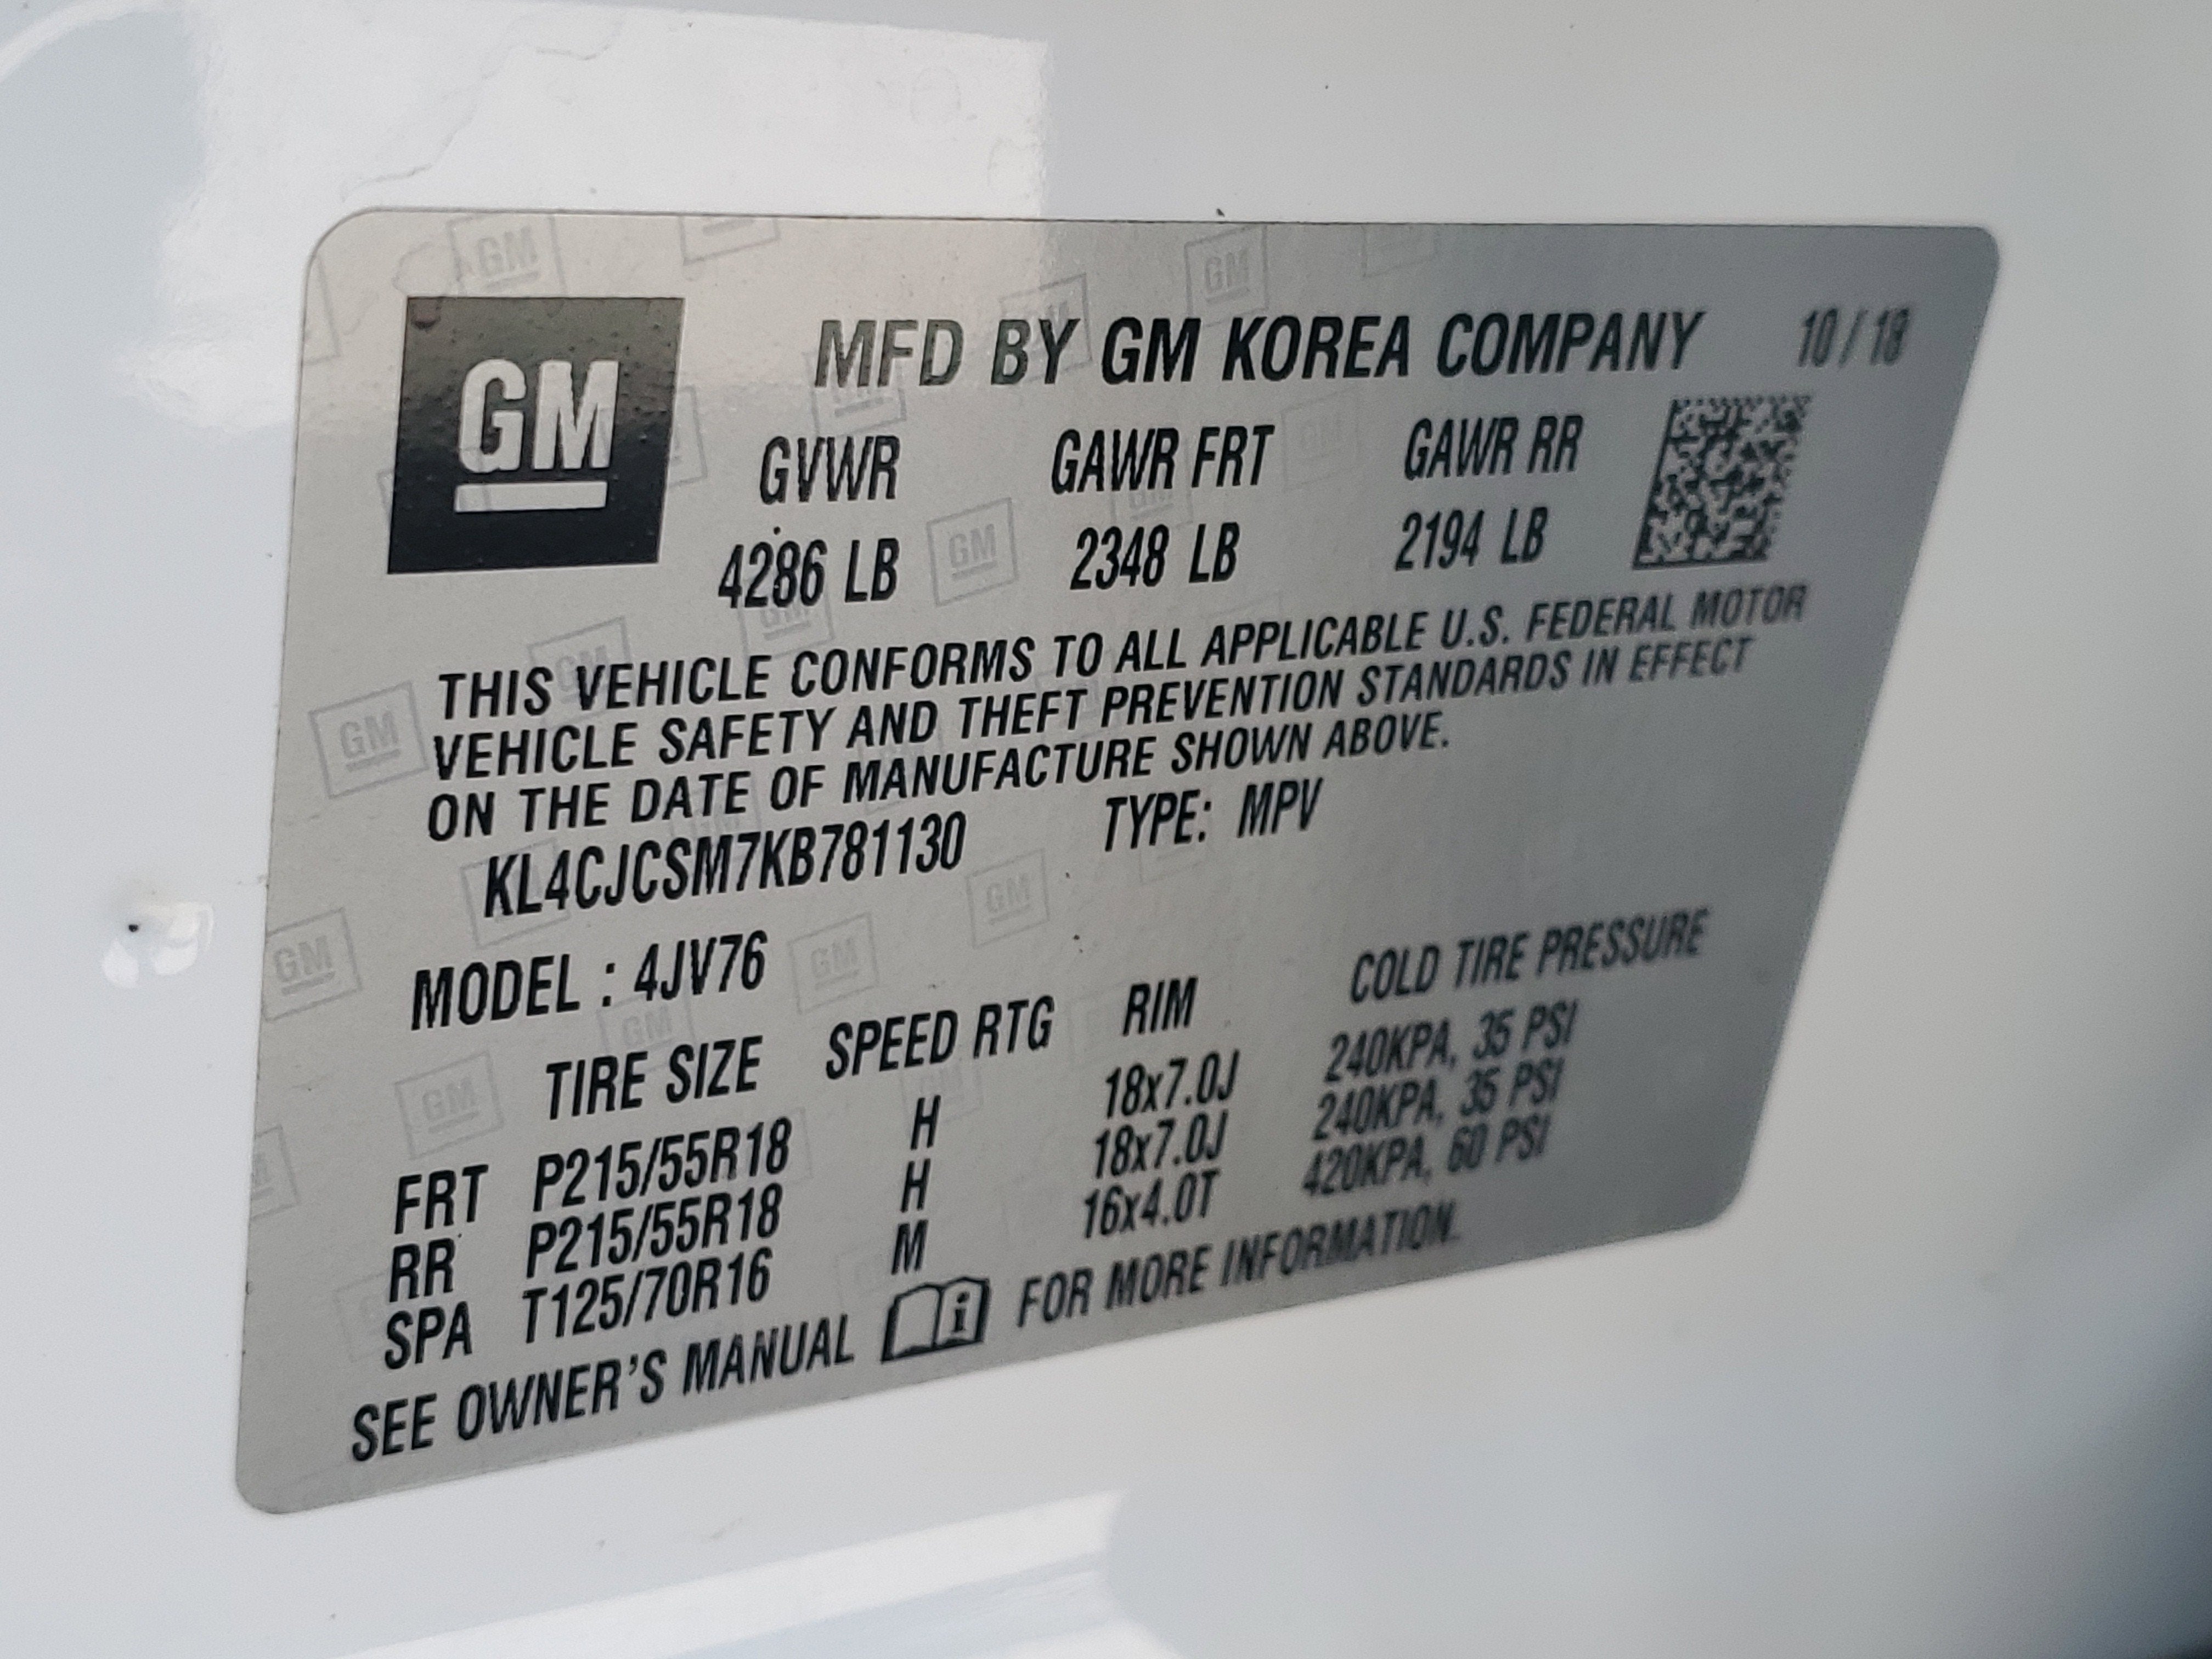 GM
MFD BY GM KOREA COMPANY 10/18
GVWR GAWR FRT GAWR RR
4286 LB 2348 LB 2194 LB
THIS VEHICLE CONFORMS TO ALL APPLICABLE U.S. FEDERAL MOTOR
VEHICLE SAFETY AND THEFT PREVENTION STANDARDS IN EFFECT
ON THE DATE OF MANUFACTURE SHOWN ABOVE.
KL4CJCSM7KB781130 TYPE: MPV
MODEL : 4JV76
TIRE SIZE SPEED RTG RIM COLD TIRE PRESSURE
FRT P215/55R18 H 18x7.0J 240KPA, 35 PSI
RR P215/55R18 H 18x7.0J 240KPA, 35 PSI
SPA T125/70R16 M 16x4.0T 420KPA, 60 PSI
SEE OWNER'S MANUAL i FOR MORE INFORMATION.